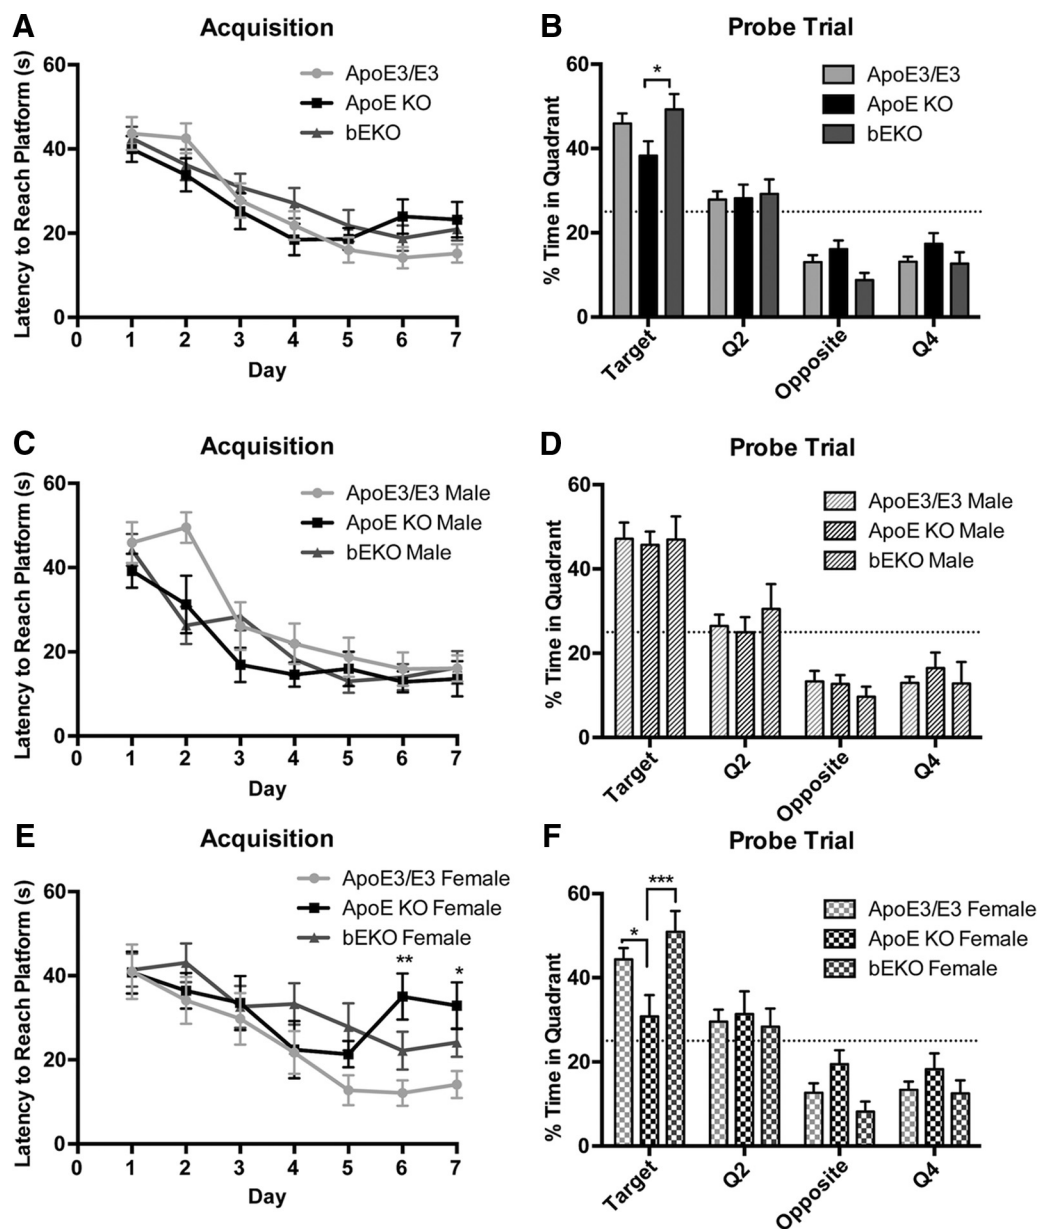 A
Acquisition
Latency to Reach Platform (s)
60
40
20
0
ApoE3/E3
ApoE KO
bEKO
0 1 2 3 4 5 6 7
Day
B
Probe Trial
% Time in Quadrant
60
40
20
0
*
ApoE3/E3
ApoE KO
bEKO
Target Q2 Opposite Q4
C
Acquisition
Latency to Reach Platform (s)
60
40
20
0
ApoE3/E3 Male
ApoE KO Male
bEKO Male
0 1 2 3 4 5 6 7
Day
D
Probe Trial
% Time in Quadrant
60
40
20
0
ApoE3/E3 Male
ApoE KO Male
bEKO Male
Target Q2 Opposite Q4
E
Acquisition
Latency to Reach Platform (s)
60
40
20
0
ApoE3/E3 Female
ApoE KO Female
bEKO Female
**
*
0 1 2 3 4 5 6 7
Day
F
Probe Trial
% Time in Quadrant
60
40
20
0
***
*
ApoE3/E3 Female
ApoE KO Female
bEKO Female
Target Q2 Opposite Q4